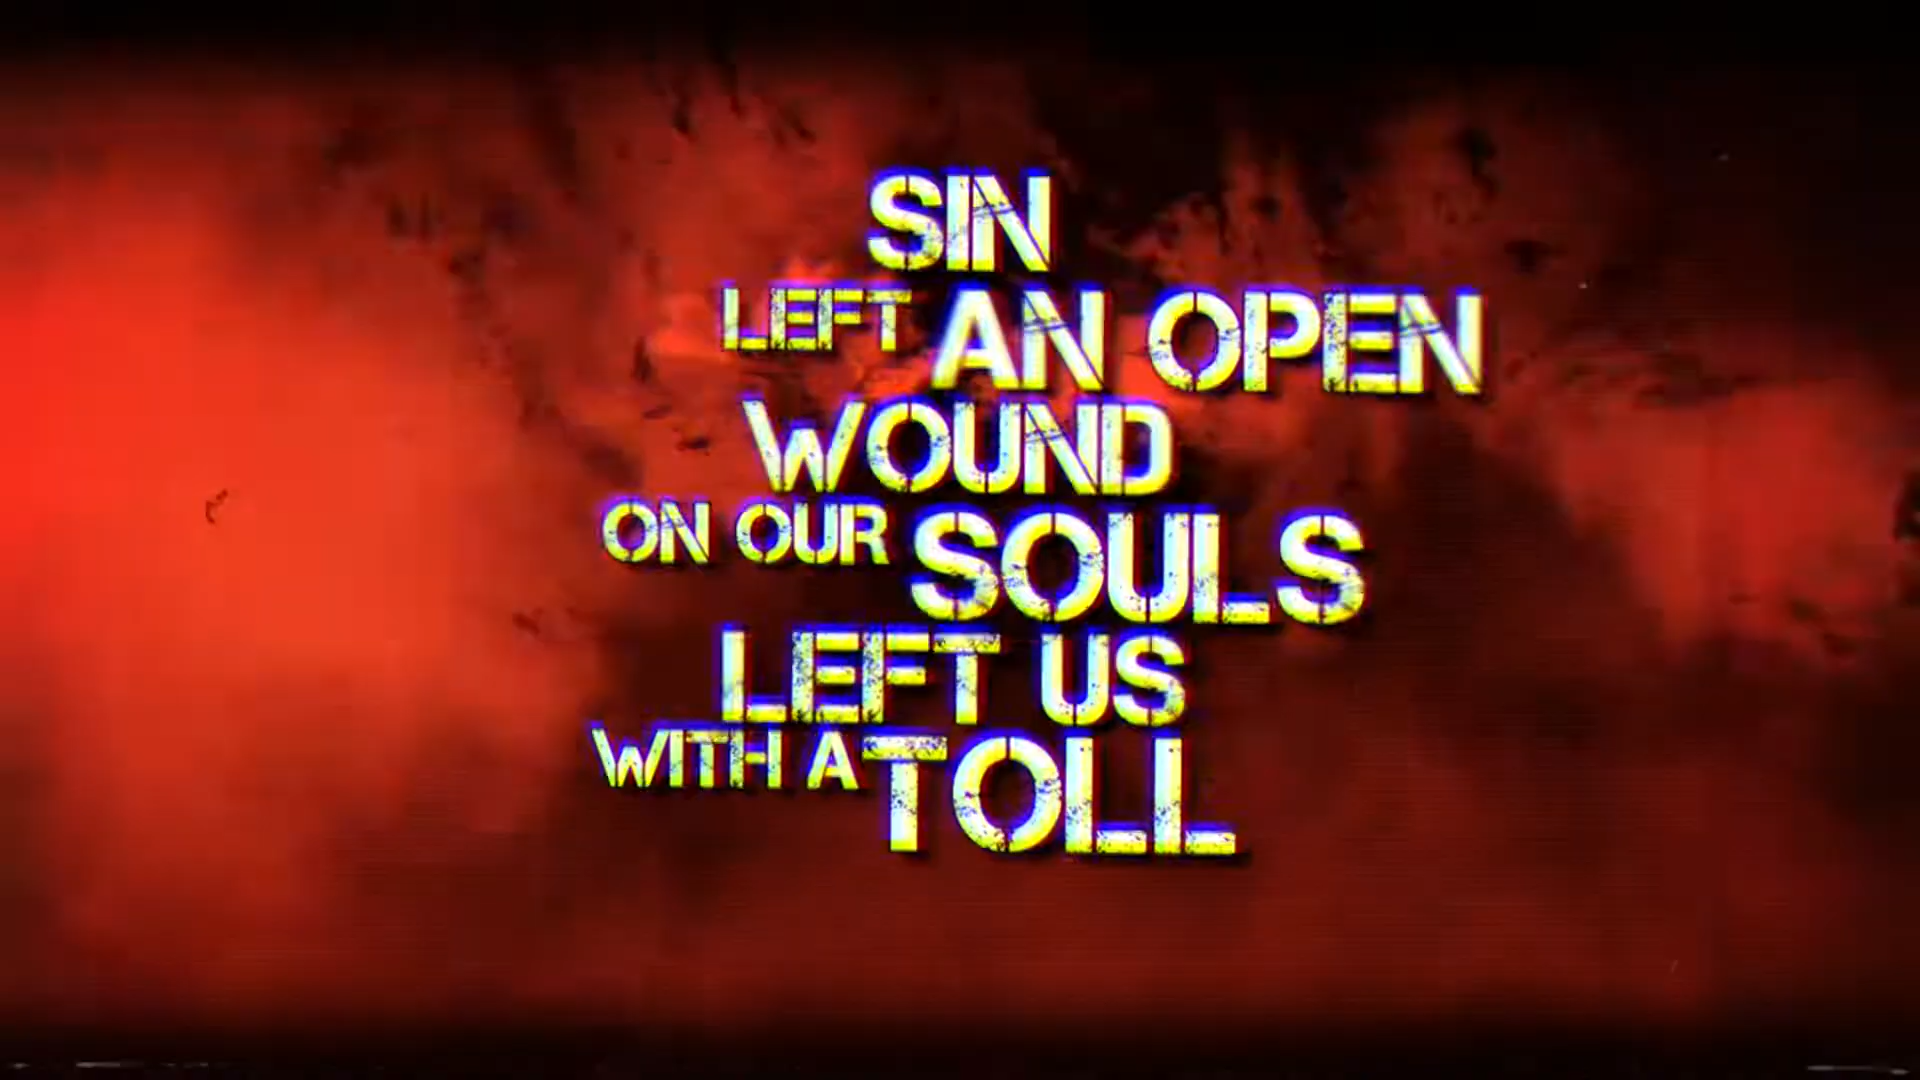 SIN
LEFT AN OPEN
WOUND
ON OUR SOULS
LEFT US
WITH A TOLL